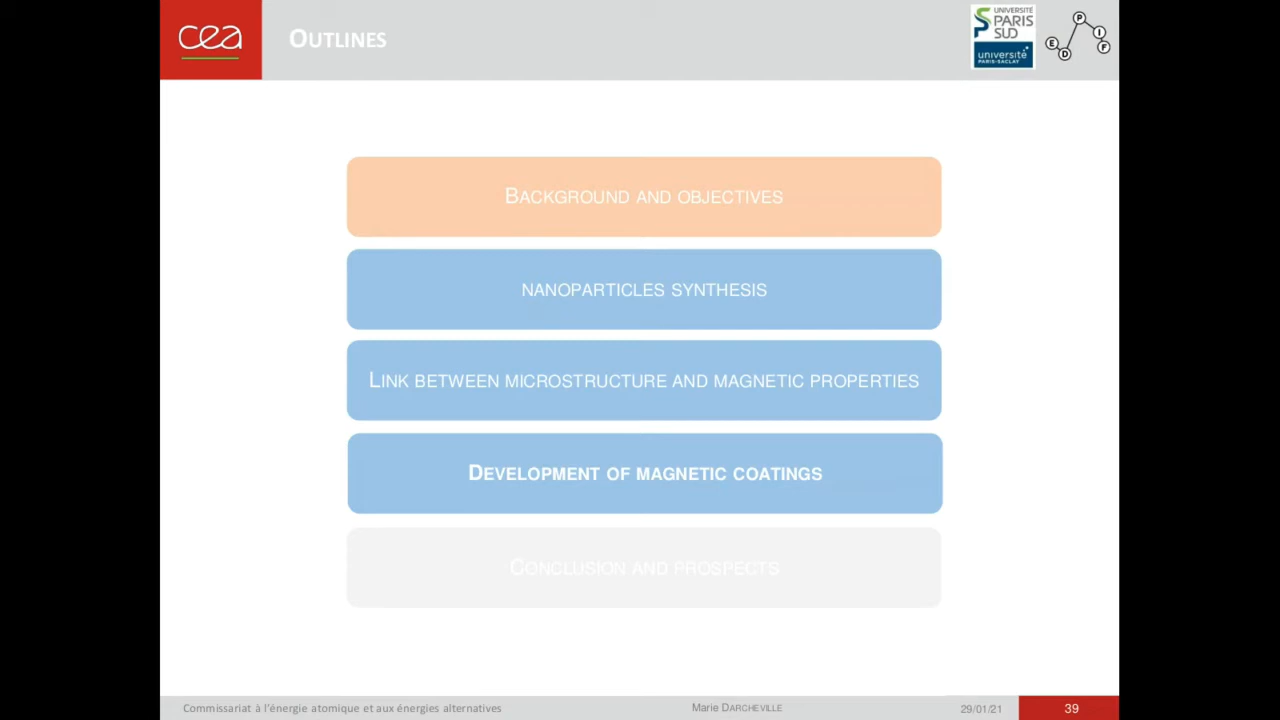 cea
OUTLINES
UNIVERSITÉ
PARIS
SUD
université
PARIS-SACLAY
E D P I F
BACKGROUND AND OBJECTIVES
NANOPARTICLES SYNTHESIS
LINK BETWEEN MICROSTRUCTURE AND MAGNETIC PROPERTIES
DEVELOPMENT OF MAGNETIC COATINGS
CONCLUSION AND PROSPECTS
Commissariat à l'énergie atomique et aux énergies alternatives
Marie DARCHEVILLE
29/01/21
39